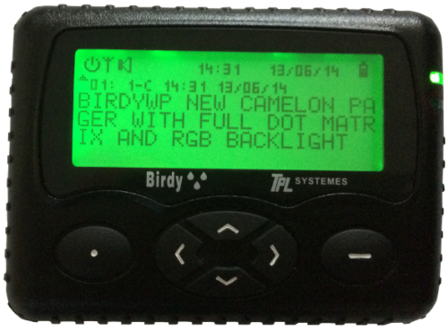 14:31 13/06/14
01: 1-C 14:31 13/06/14
BIRDYWP NEW CAMELON PA
GER WITH FULL DOT MATR
IX AND RGB BACKLIGHT
Birdy TPL SYSTEMES